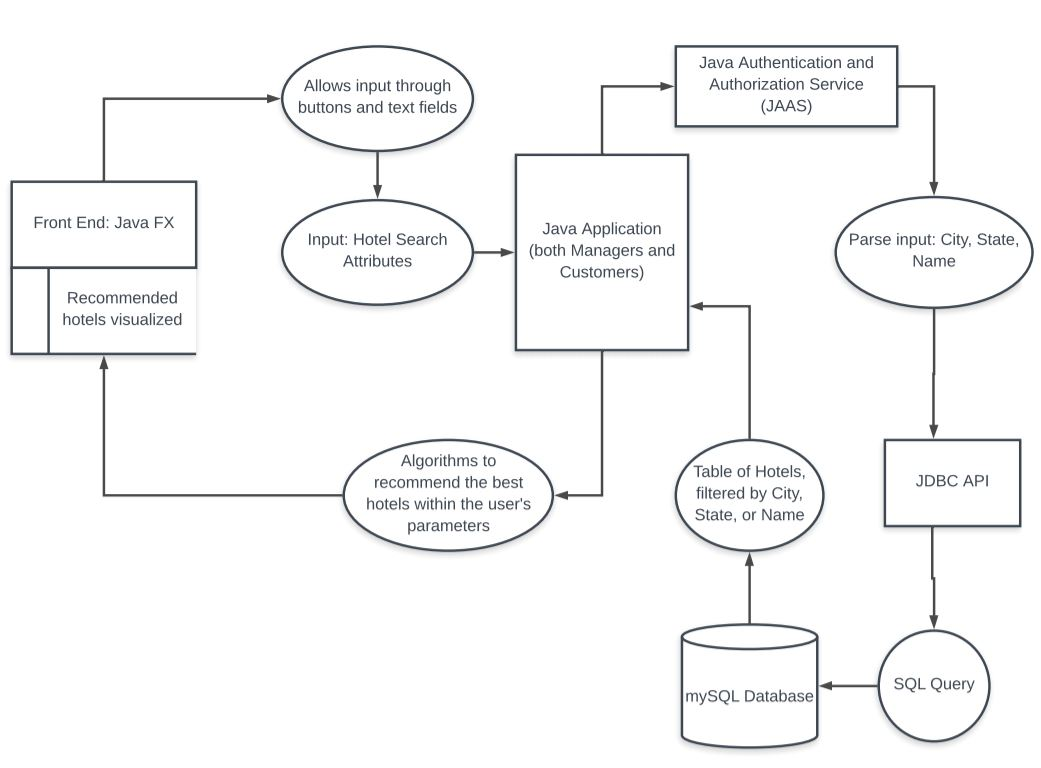 Allows input through
buttons and text fields
Java Authentication and
Authorization Service
(JAAS)
Front End: Java FX
Recommended
hotels visualized
Input: Hotel Search
Attributes
Java Application
(both Managers and
Customers)
Parse input: City, State,
Name
Algorithms to
recommend the best
hotels within the user's
parameters
Table of Hotels,
filtered by City,
State, or Name
JDBC API
mySQL Database
SQL Query